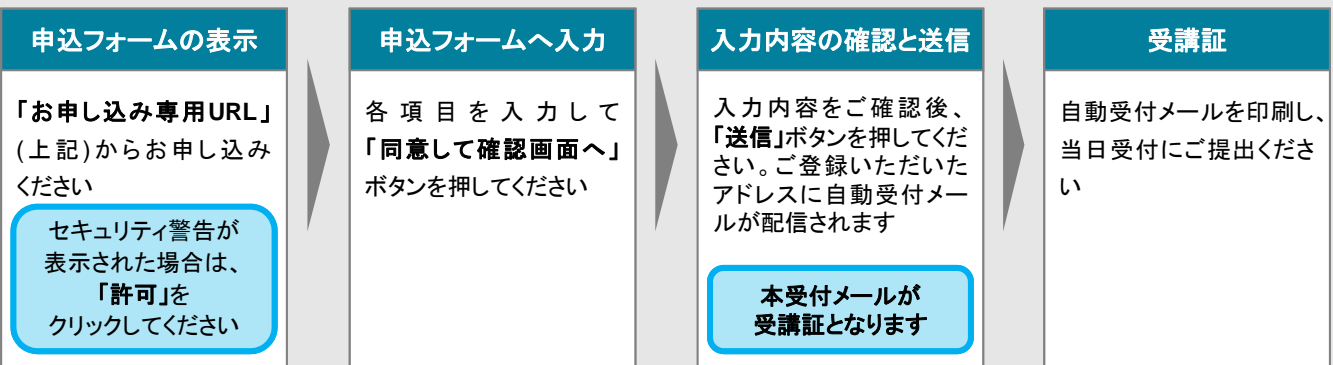 申込フォームの表示
「お申し込み専用URL」
(上記)からお申し込み
ください
セキュリティ警告が
表示された場合は、
「許可」を
クリックしてください
申込フォームへ入力
各項目を入力して
「同意して確認画面へ」
ボタンを押してください
入力内容の確認と送信
入力内容をご確認後、
「送信」ボタンを押してくだ
さい。ご登録いただいた
アドレスに自動受付メー
ルが配信されます
本受付メールが
受講証となります
受講証
自動受付メールを印刷し、
当日受付にご提出くださ
い